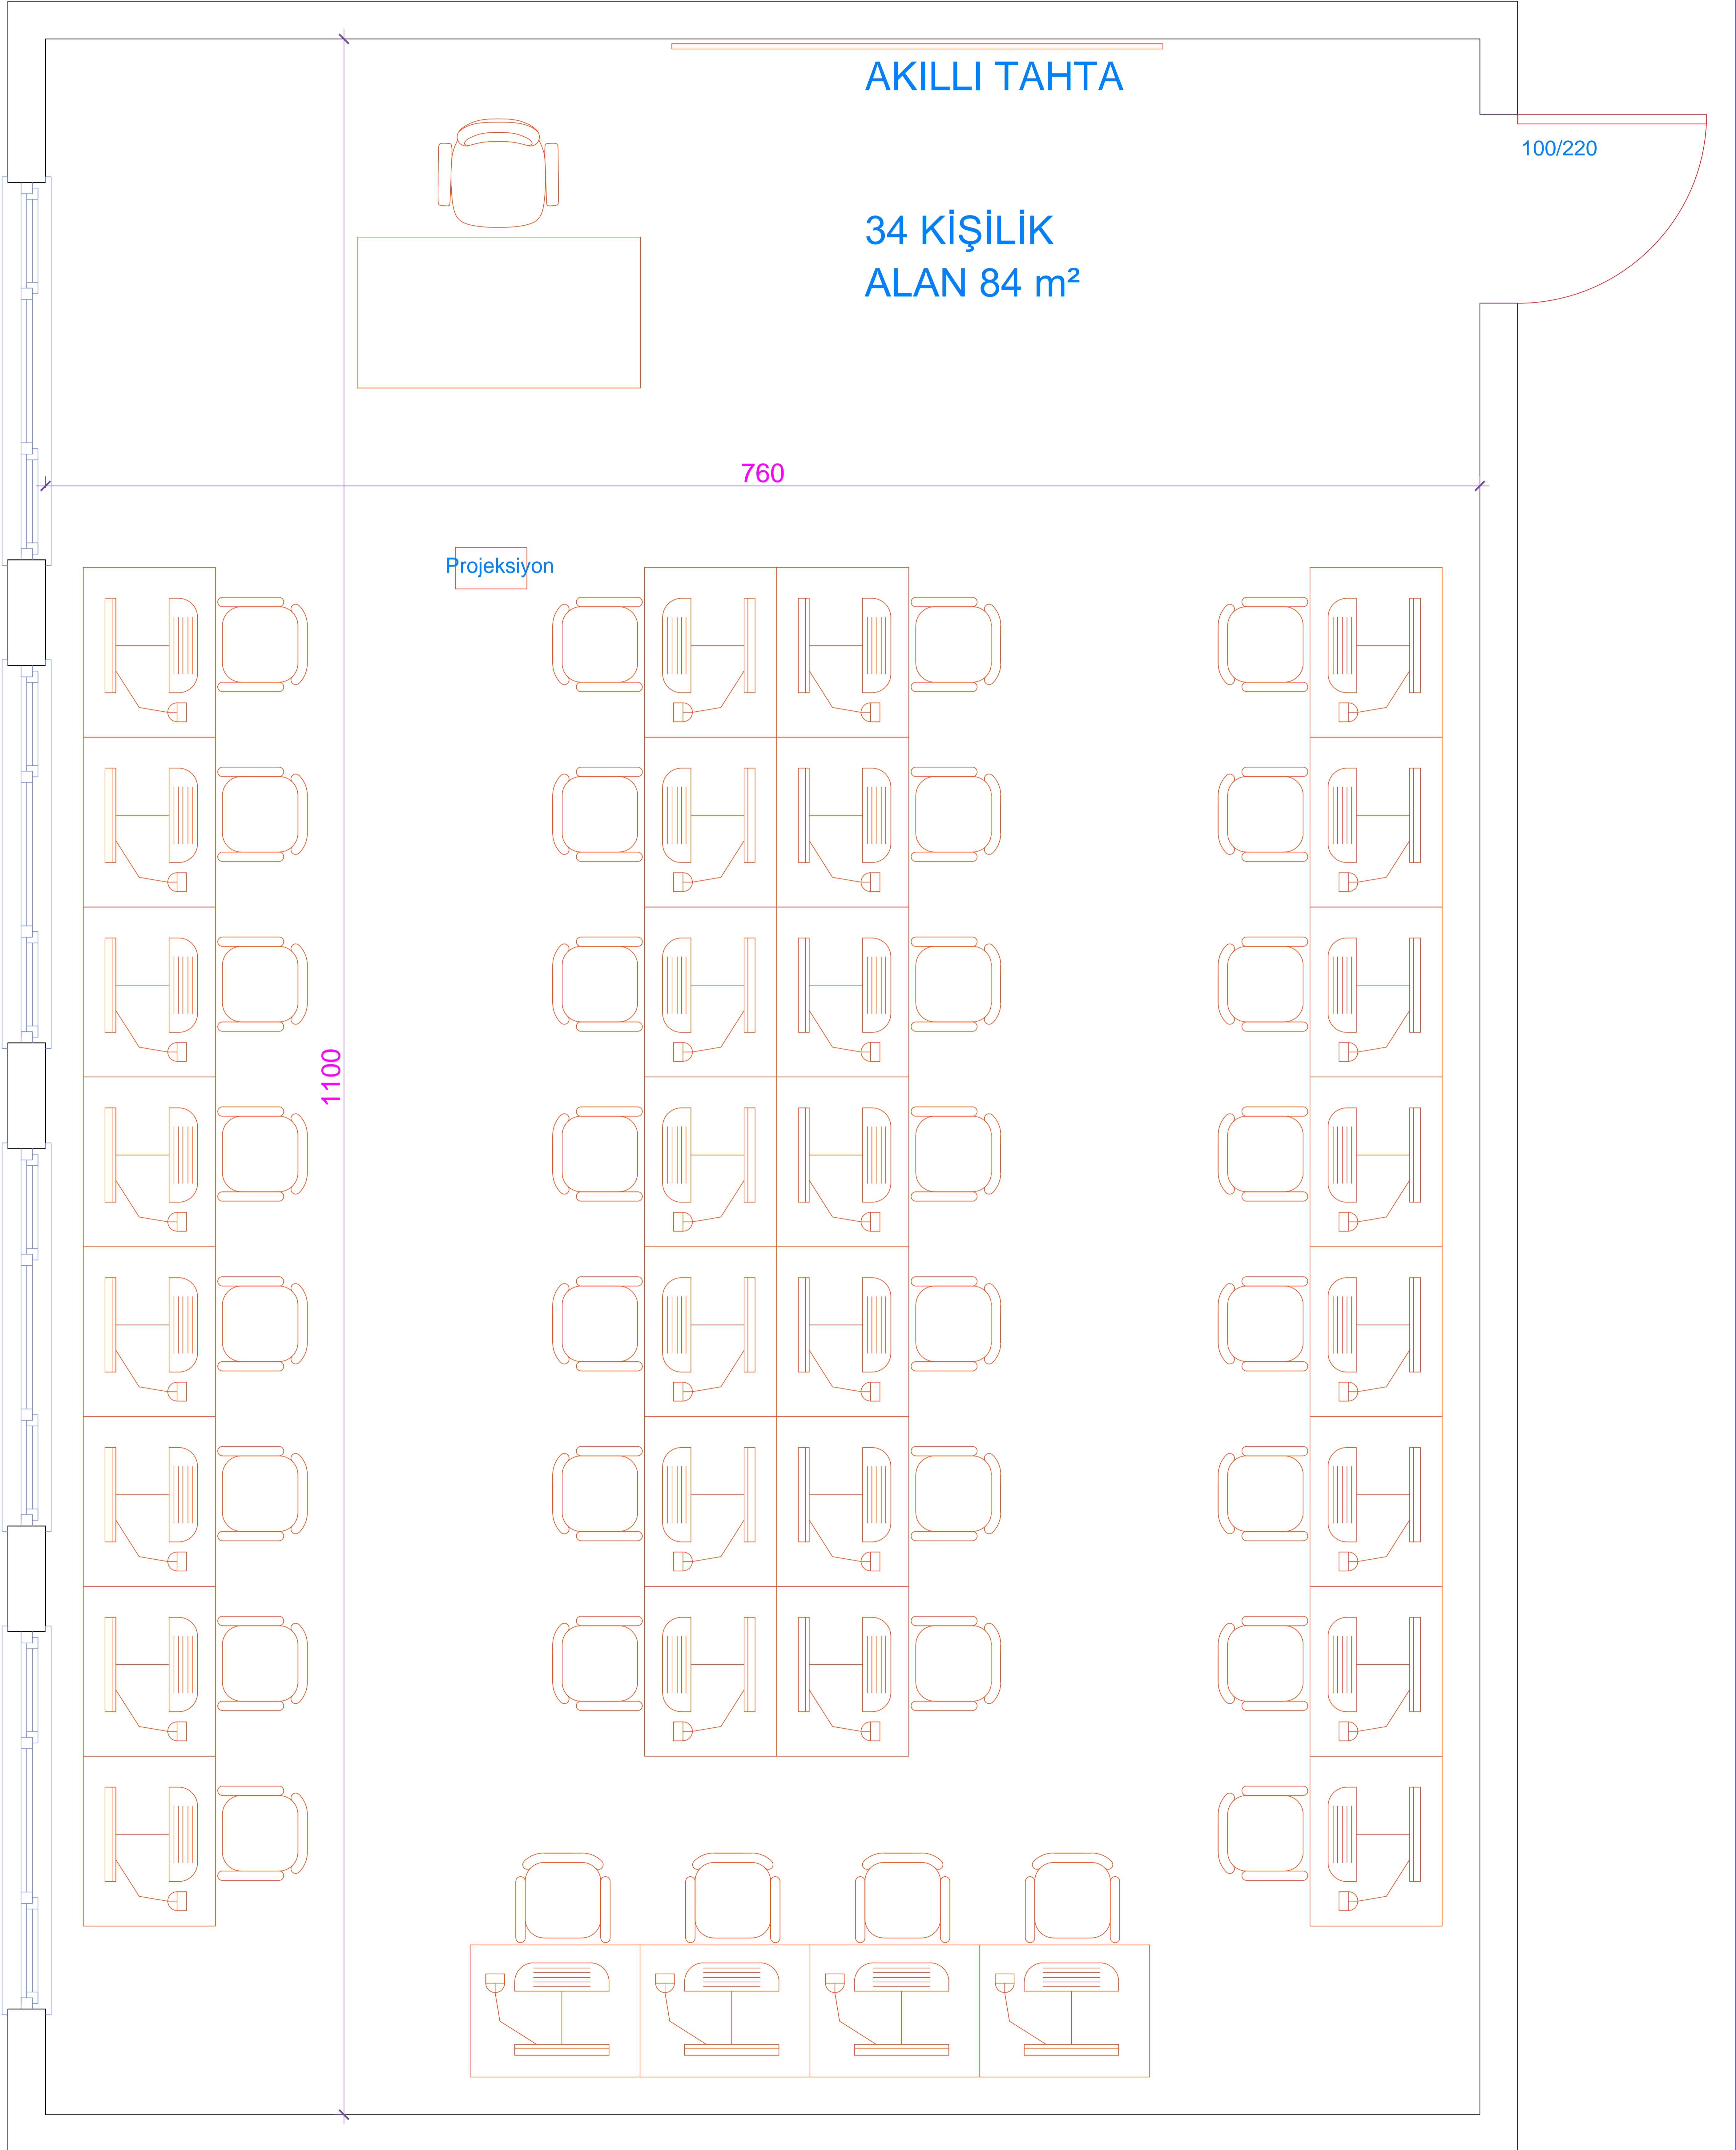 AKILLI TAHTA
100/220
34 KİŞİLİK
ALAN 84 m²
760
Projeksiyon
1100